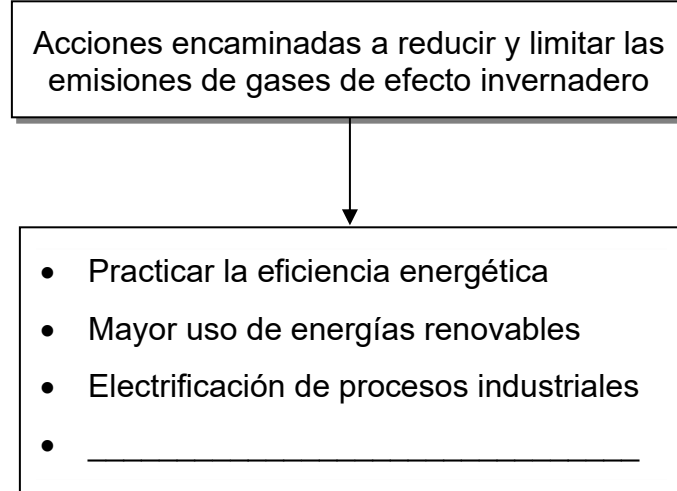 Acciones encaminadas a reducir y limitar las
emisiones de gases de efecto invernadero
• Practicar la eficiencia energética
• Mayor uso de energías renovables
• Electrificación de procesos industriales
• ________________________________